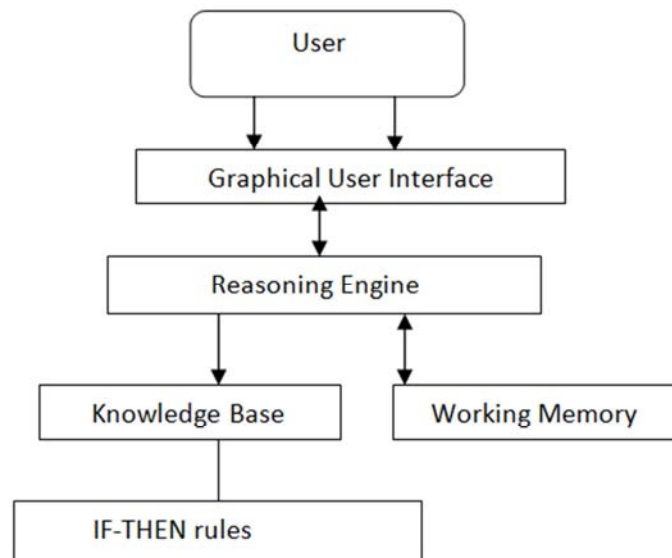 User
Graphical User Interface
Reasoning Engine
Knowledge Base
Working Memory
IF-THEN rules